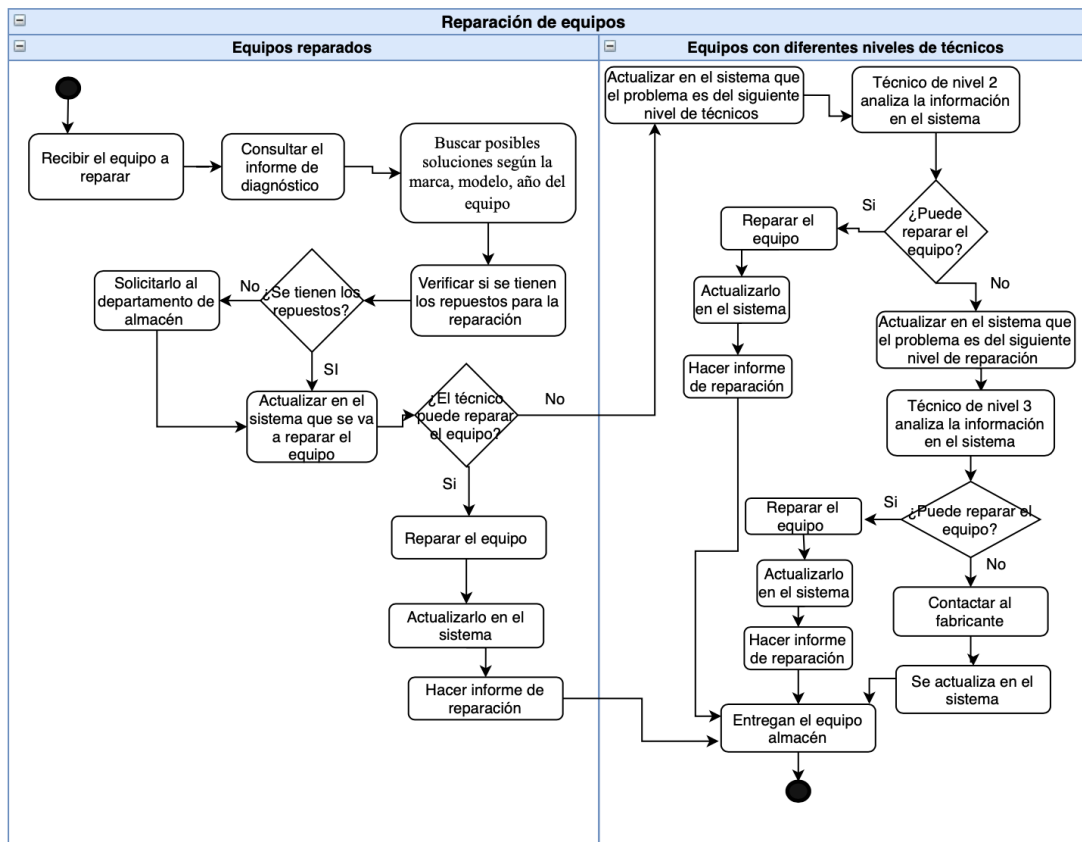 Reparación de equipos
Equipos reparados
Equipos con diferentes niveles de técnicos
Recibir el equipo a
reparar
Consultar el
informe de
diagnóstico
Buscar posibles
soluciones según la
marca, modelo, año del
equipo
Verificar si se tienen
los repuestos para la
reparación
¿Se tienen los
repuestos?
No
Solicitarlo al
departamento de
almacén
SI
Actualizar en el
sistema que se va
a reparar el
equipo
¿El técnico
puede reparar
el equipo?
No
Si
Reparar el equipo
Actualizarlo en el
sistema
Hacer informe de
reparación
Actualizar en el sistema que
el problema es del siguiente
nivel de técnicos
Técnico de nivel 2
analiza la información
en el sistema
¿Puede
reparar el
equipo?
Si
Reparar el
equipo
Actualizarlo
en el sistema
Hacer informe
de reparación
No
Actualizar en el sistema que
el problema es del siguiente
nivel de reparación
Técnico de nivel 3
analiza la información
en el sistema
¿Puede reparar el
equipo?
Si
Reparar el
equipo
Actualizarlo
en el sistema
Hacer informe
de reparación
No
Contactar al
fabricante
Se actualiza en el
sistema
Entregan el equipo
almacén